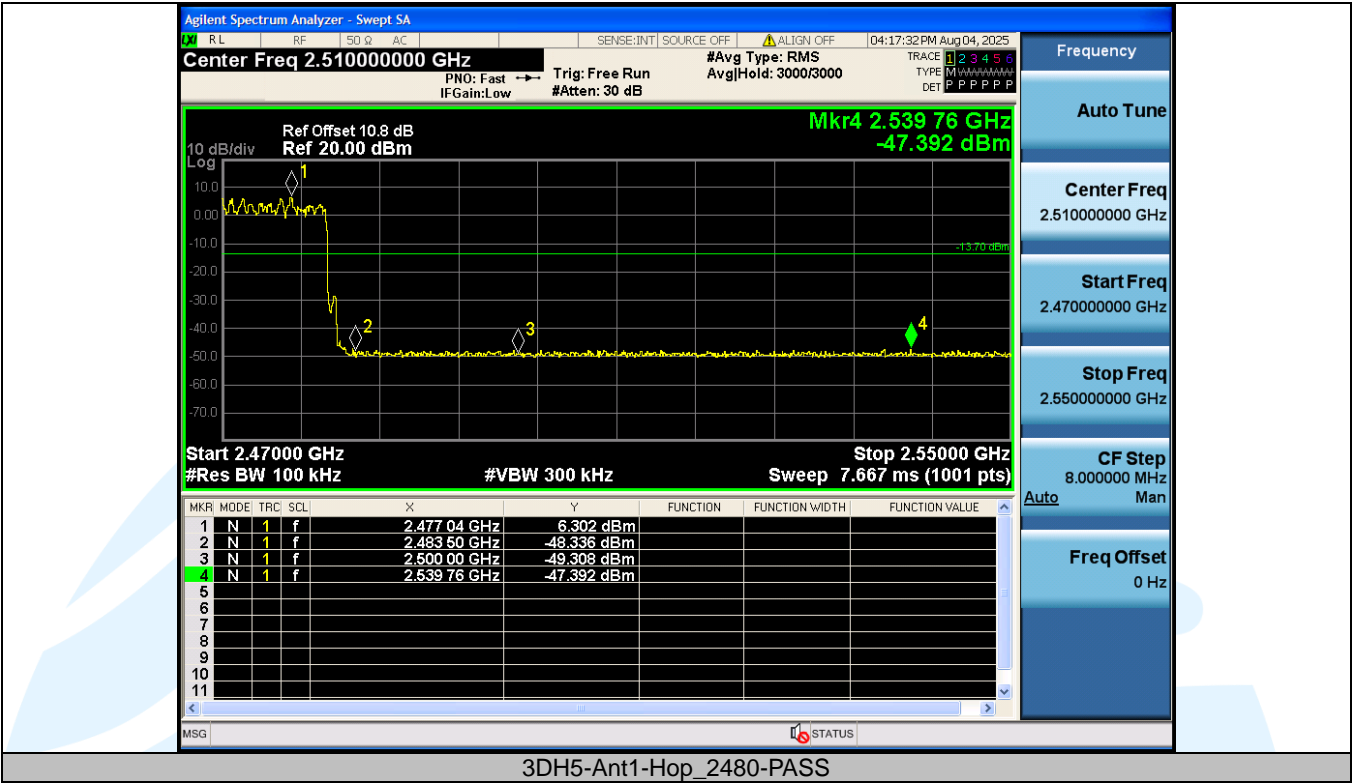 Agilent Spectrum Analyzer - Swept SA
LXI RL RF 50 Ω AC SENSE:INT SOURCE OFF ALIGN OFF 04:17:32 PM Aug 04, 2025
Center Freq 2.510000000 GHz #Avg Type: RMS TRACE 1 2 3 4 5 6
PNO: Fast Trig: Free Run Avg|Hold: 3000/3000 TYPE M WWWWW
IFGain:Low #Atten: 30 dB DET P P P P P P
Mkr4 2.539 76 GHz
-47.392 dBm
Ref Offset 10.8 dB
10 dB/div Ref 20.00 dBm
Log
1
10.0
0.00
-10.0
-13.70 dBm
-20.0
-30.0
-40.0
2
3
4
-50.0
-60.0
-70.0
Start 2.47000 GHz Stop 2.55000 GHz
#Res BW 100 kHz #VBW 300 kHz Sweep 7.667 ms (1001 pts)
MKR MODE TRC SCL X Y FUNCTION FUNCTION WIDTH FUNCTION VALUE
1 N 1 f 2.477 04 GHz 6.302 dBm
2 N 1 f 2.483 50 GHz -48.336 dBm
3 N 1 f 2.500 00 GHz -49.308 dBm
4 N 1 f 2.539 76 GHz -47.392 dBm
5
6
7
8
9
10
11
MSG STATUS
Frequency
Auto Tune
Center Freq
2.510000000 GHz
Start Freq
2.470000000 GHz
Stop Freq
2.550000000 GHz
CF Step
8.000000 MHz
Auto Man
Freq Offset
0 Hz
3DH5-Ant1-Hop_2480-PASS